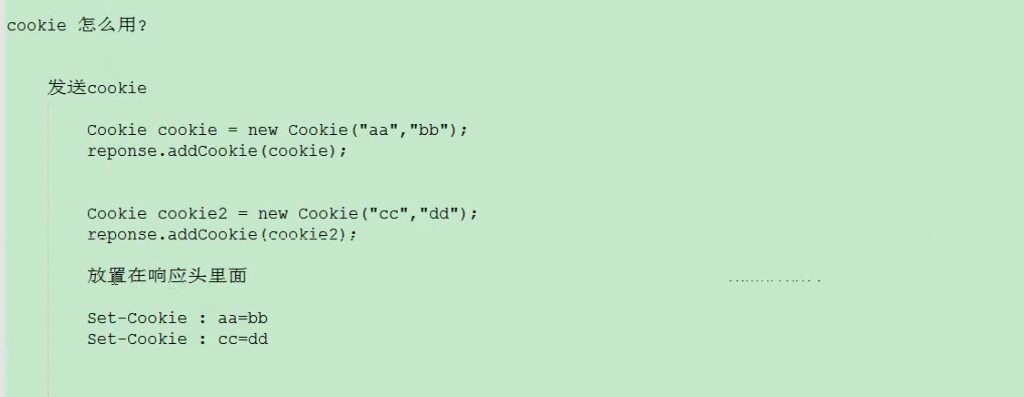 cookie 怎么用?
发送cookie
Cookie cookie = new Cookie("aa","bb");
reponse.addCookie(cookie);
Cookie cookie2 = new Cookie("cc","dd");
reponse.addCookie(cookie2);
放置在响应头里面
Set-Cookie : aa=bb
Set-Cookie : cc=dd